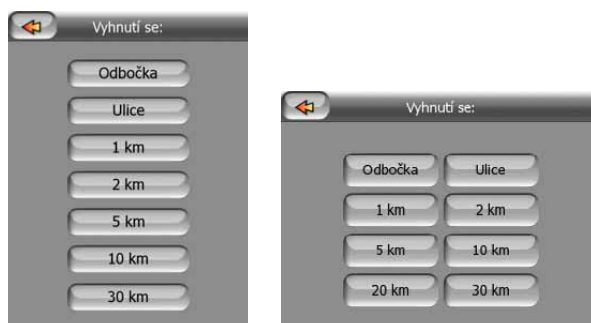 Vyhnutí se:
Odbočka
Ulice
1 km
2 km
5 km
10 km
30 km
Vyhnutí se:
Odbočka Ulice
1 km 2 km
5 km 10 km
20 km 30 km